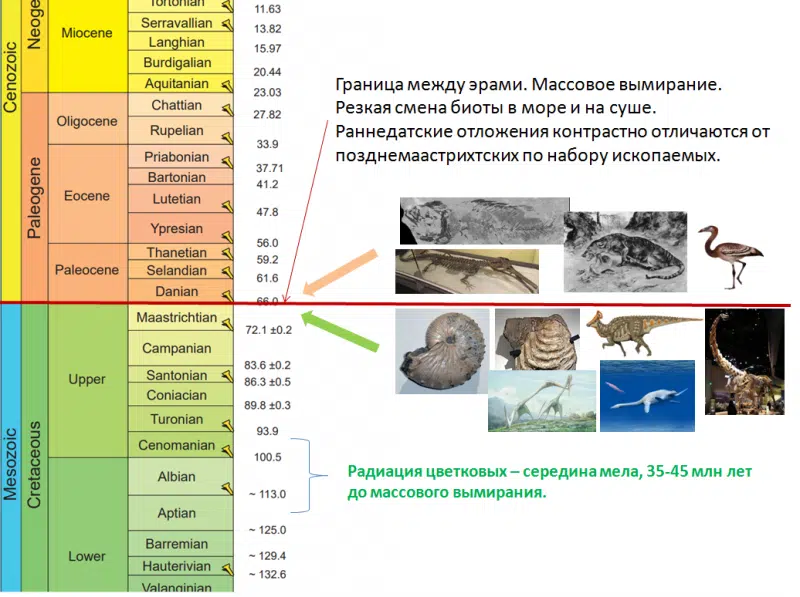 Tortonian
11.63
Serravallian
13.82
Miocene
Langhian
15.97
Burdigalian
20.44
Aquitanian
23.03
Neoge
Cenozoic
Chattian
27.82
Oligocene
Rupelian
33.9
Priabonian
37.71
Bartonian
41.2
Eocene
Lutetian
47.8
Ypresian
56.0
Thanetian
59.2
Paleocene
Selandian
61.6
Danian
66.0
Paleogene
Maastrichtian
72.1 ±0.2
Campanian
83.6 ±0.2
Upper
Santonian
86.3 ±0.5
Coniacian
89.8 ±0.3
Turonian
93.9
Cenomanian
100.5
Albian
~ 113.0
Aptian
~ 125.0
Barremian
~ 129.4
Lower
Hauterivian
~ 132.6
Valanginian
Cretaceous
Mesozoic
Граница между эрами. Массовое вымирание.
Резкая смена биоты в море и на суше.
Раннедатские отложения контрастно отличаются от
позднемаастрихтских по набору ископаемых.
Радиация цветковых – середина мела, 35-45 млн лет
до массового вымирания.